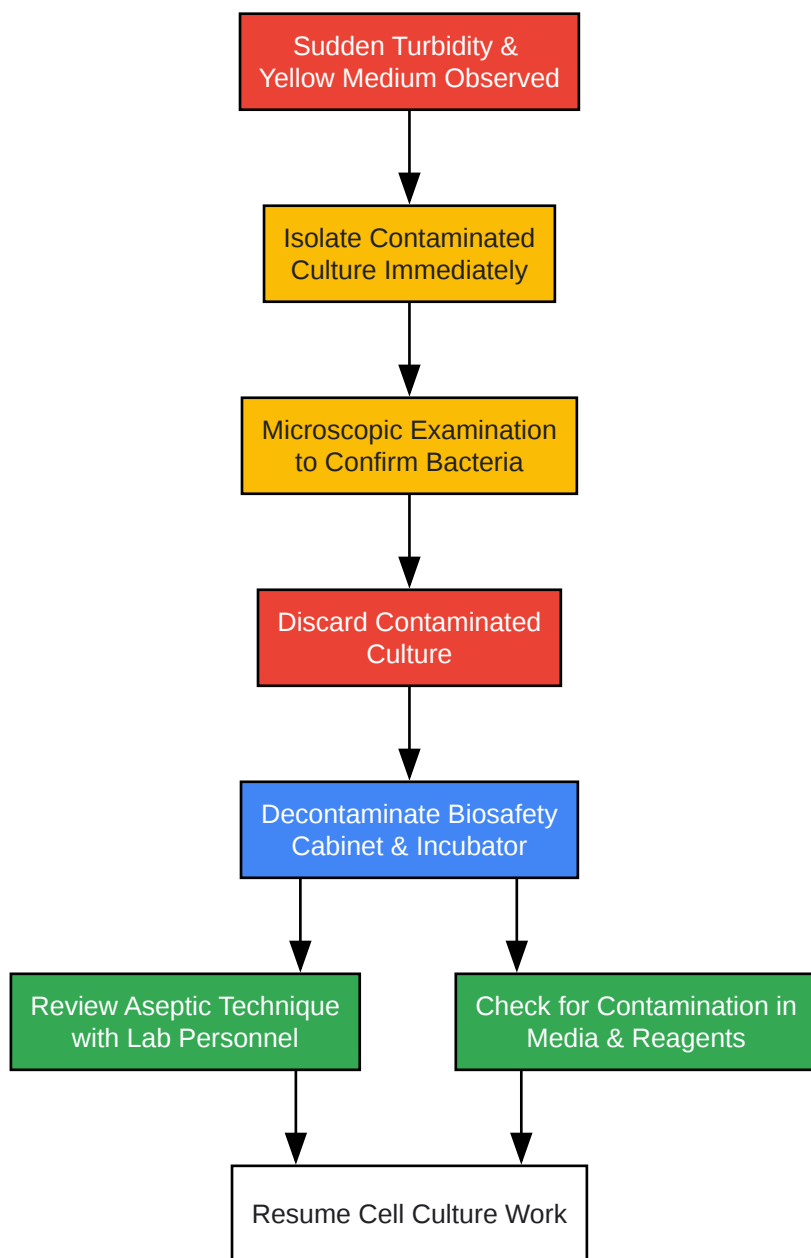 Sudden Turbidity &
Yellow Medium Observed
Isolate Contaminated
Culture Immediately
Microscopic Examination
to Confirm Bacteria
Discard Contaminated
Culture
Decontaminate Biosafety
Cabinet & Incubator
Review Aseptic Technique
with Lab Personnel
Check for Contamination in
Media & Reagents
Resume Cell Culture Work